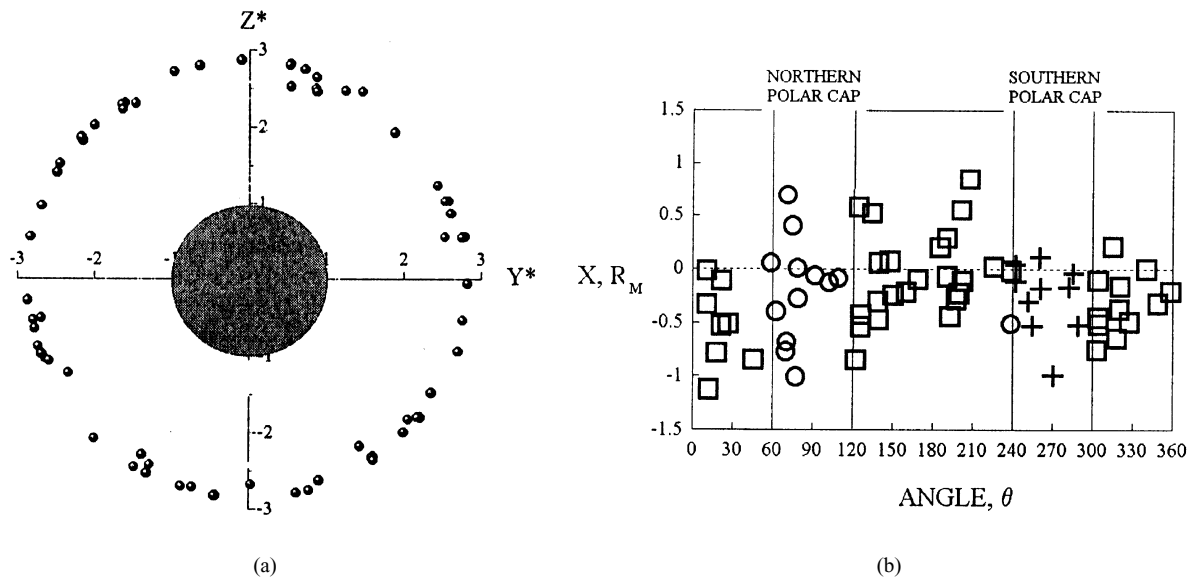 Z*
3
2
1
-3
-2
2
3
Y*
-1
-2
-3
(a)
NORTHERN
POLAR CAP
SOUTHERN
POLAR CAP
1.5
1
0.5
0
-0.5
-1
-1.5
X, R_M
0 30 60 90 120 150 180 210 240 270 300 330 360
ANGLE, θ
(b)